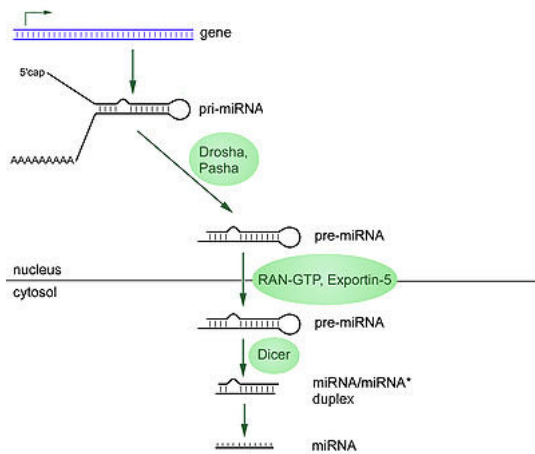 gene
5'cap
pri-miRNA
AAAAAAAAA
Drosha,
Pasha
pre-miRNA
nucleus
RAN-GTP, Exportin-5
cytosol
pre-miRNA
Dicer
miRNA/miRNA*
duplex
miRNA